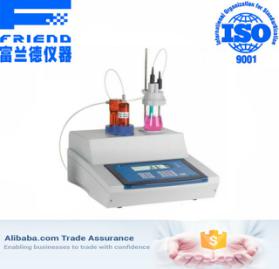 FRIEND
富兰德仪器
International Organization for Standardization
ISO
9001
Alibaba.com Trade Assurance
Enabling businesses to trade with confidence
$